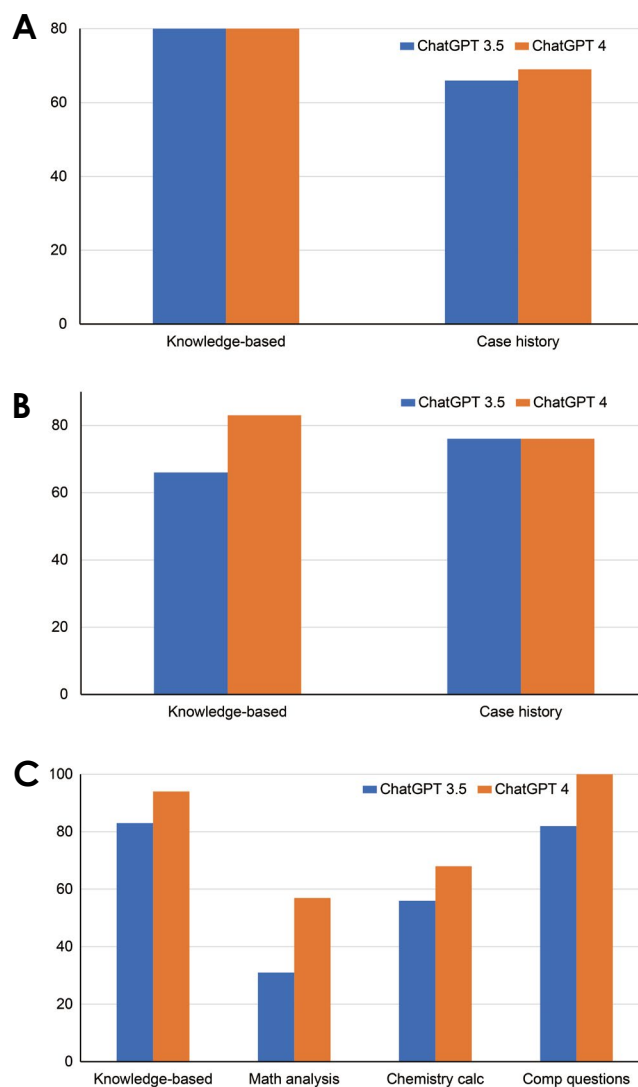 A
80
ChatGPT 3.5 ChatGPT 4
60
40
20
0
Knowledge-based Case history
B
ChatGPT 3.5 ChatGPT 4
80
60
40
20
0
Knowledge-based Case history
C
100
ChatGPT 3.5 ChatGPT 4
80
60
40
20
0
Knowledge-based Math analysis Chemistry calc Comp questions